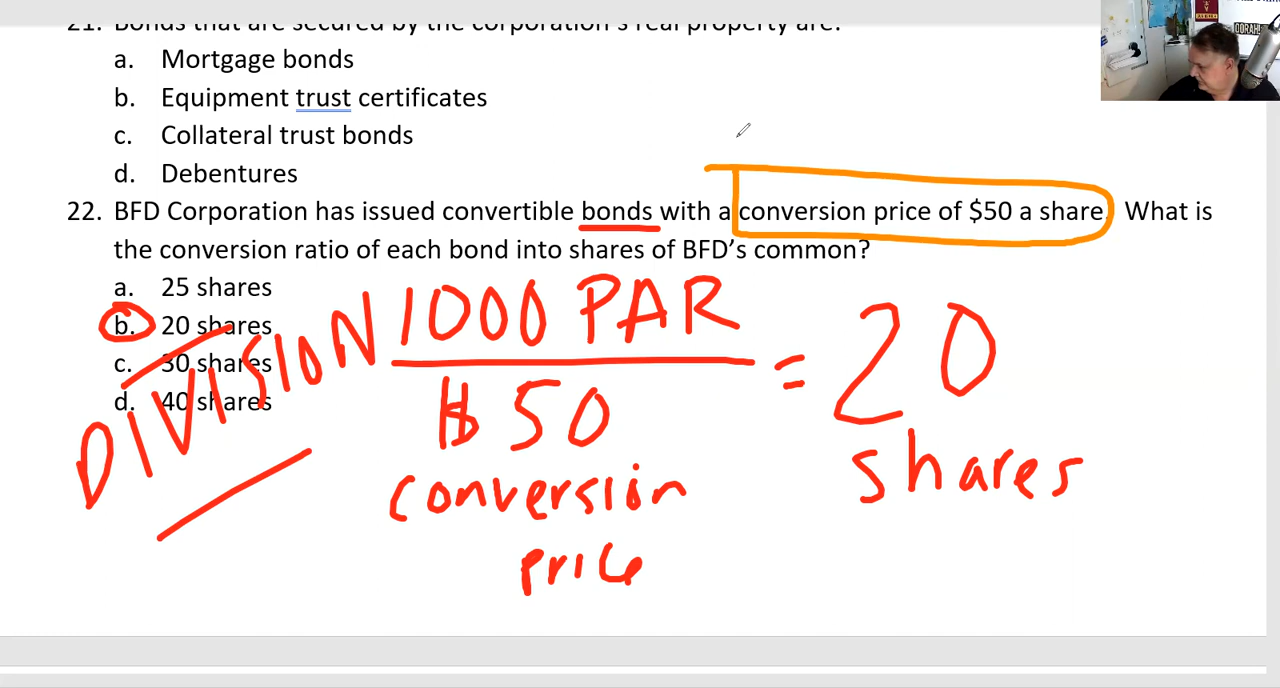 21. Bonds that are secured by the corporation's real property are:
a. Mortgage bonds
b. Equipment trust certificates
c. Collateral trust bonds
d. Debentures
22. BFD Corporation has issued convertible bonds with a conversion price of $50 a share. What is
the conversion ratio of each bond into shares of BFD's common?
a. 25 shares
b. 20 shares
c. 30 shares
d. 40 shares
DIVISION
1000 PAR
$ 50
conversion
price
= 20
shares
OORAH!